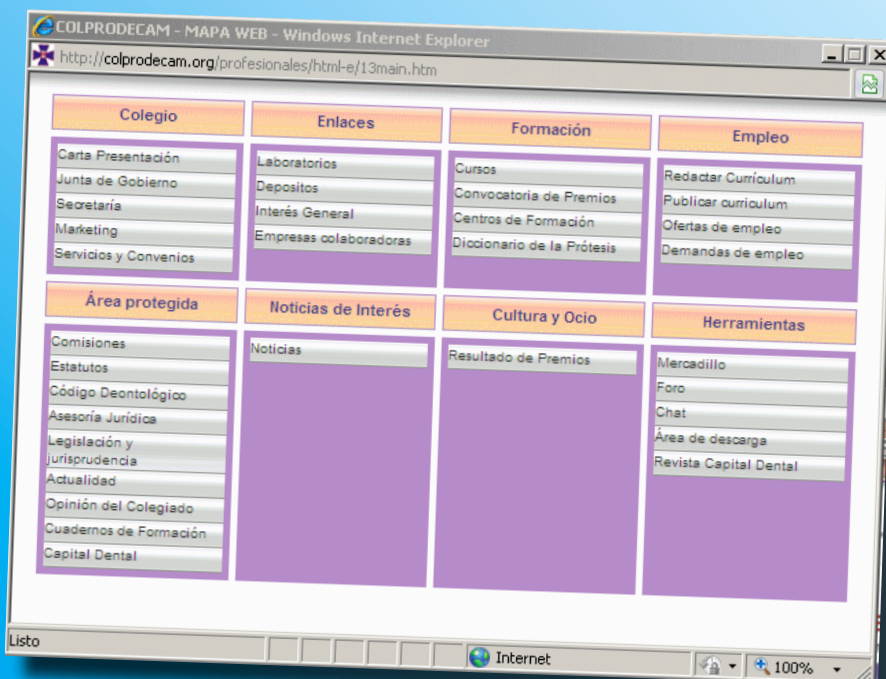 COLPRODECAM - MAPA WEB - Windows Internet Explorer
http://colprodecam.org/profesionales/html-e/13main.htm
Colegio
Carta Presentación
Junta de Gobierno
Secretaría
Marketing
Servicios y Convenios
Enlaces
Laboratorios
Depositos
Interés General
Empresas colaboradoras
Formación
Cursos
Convocatoria de Premios
Centros de Formación
Diccionario de la Prótesis
Empleo
Redactar Currículum
Publicar curriculum
Ofertas de empleo
Demandas de empleo
Área protegida
Comisiones
Estatutos
Código Deontológico
Asesoría Jurídica
Legislación y
jurisprudencia
Actualidad
Opinión del Colegiado
Cuadernos de Formación
Capital Dental
Noticias de Interés
Noticias
Cultura y Ocio
Resultado de Premios
Herramientas
Mercadillo
Foro
Chat
Área de descarga
Revista Capital Dental
Listo
Internet
100%